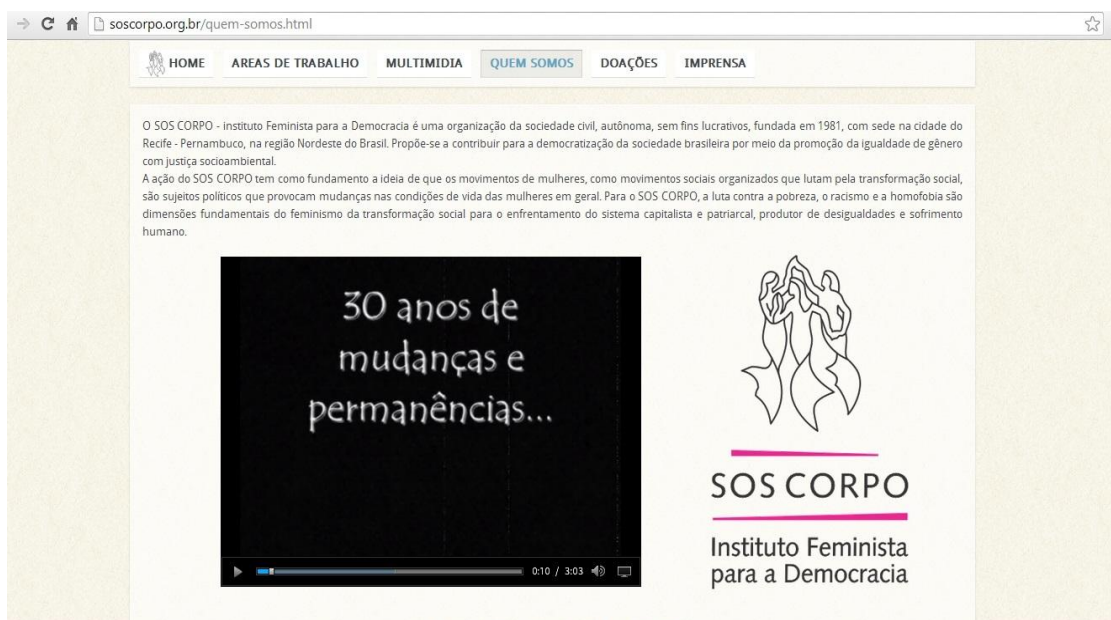 soscorpo.org.br/quem-somos.html
HOME AREAS DE TRABALHO MULTIMIDIA QUEM SOMOS DOAÇÕES IMPRENSA
O SOS CORPO - instituto Feminista para a Democracia é uma organização da sociedade civil, autônoma, sem fins lucrativos, fundada em 1981, com sede na cidade do
Recife - Pernambuco, na região Nordeste do Brasil. Propõe-se a contribuir para a democratização da sociedade brasileira por meio da promoção da igualdade de gênero
com justiça socioambiental.
A ação do SOS CORPO tem como fundamento a ideia de que os movimentos de mulheres, como movimentos sociais organizados que lutam pela transformação social,
são sujeitos políticos que provocam mudanças nas condições de vida das mulheres em geral. Para o SOS CORPO, a luta contra a pobreza, o racismo e a homofobia são
dimensões fundamentais do feminismo da transformação social para o enfrentamento do sistema capitalista e patriarcal, produtor de desigualdades e sofrimento
humano.
30 anos de
mudanças e
permanências...
0:10 / 3:03
SOS CORPO
Instituto Feminista
para a Democracia